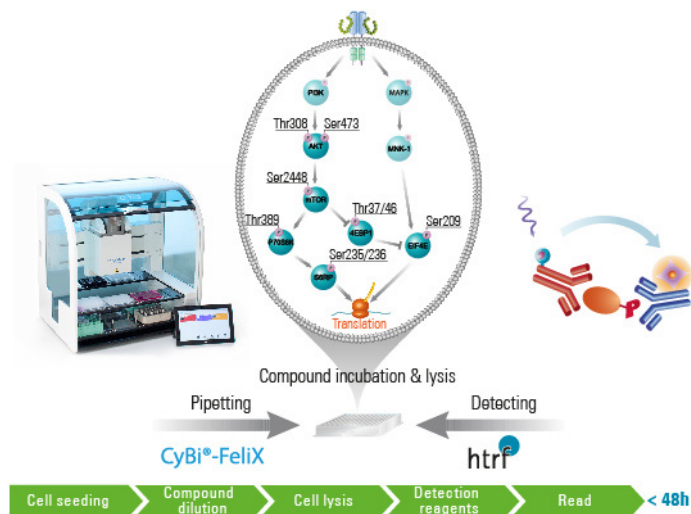 PI3K
MAPK
Thr308
Ser473
P
P
AKT
MNK-1
Ser2448
P
mTOR
Thr37/46
Thr389
P
4EBP1
Ser209
P
EIF4E
P70S6K
Ser235/236
P
S6RP
Translation
P
Compound incubation & lysis
Pipetting
Detecting
CyBi®-FeliX
htrf
Cell seeding
Compound
dilution
Cell lysis
Detection
reagents
Read
< 48h